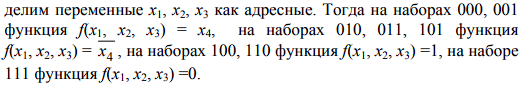 делим переменные x₁, x₂, x₃ как адресные. Тогда на наборах 000, 001
функция f(x₁, x₂, x₃) = x₄, на наборах 010, 011, 101 функция
f(x₁, x₂, x₃) = x̅₄ , на наборах 100, 110 функция f(x₁, x₂, x₃) =1, на наборе
111 функция f(x₁, x₂, x₃) =0.